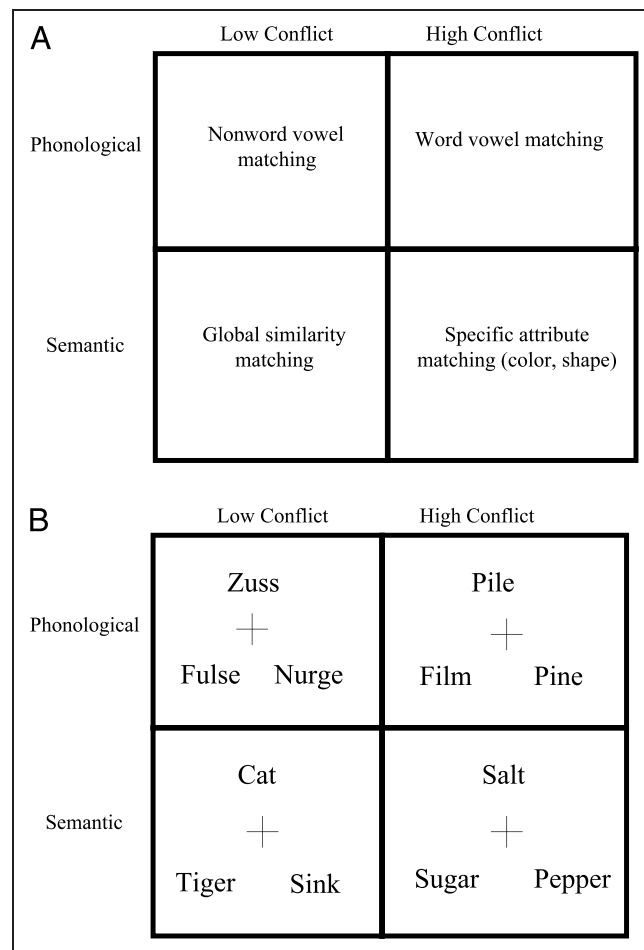 A
Low Conflict High Conflict
Phonological
Nonword vowel
matching
Word vowel matching
Semantic
Global similarity
matching
Specific attribute
matching (color, shape)
B
Low Conflict High Conflict
Phonological
Zuss
Fulse Nurge
Pile
Film Pine
Semantic
Cat
Tiger Sink
Salt
Sugar Pepper